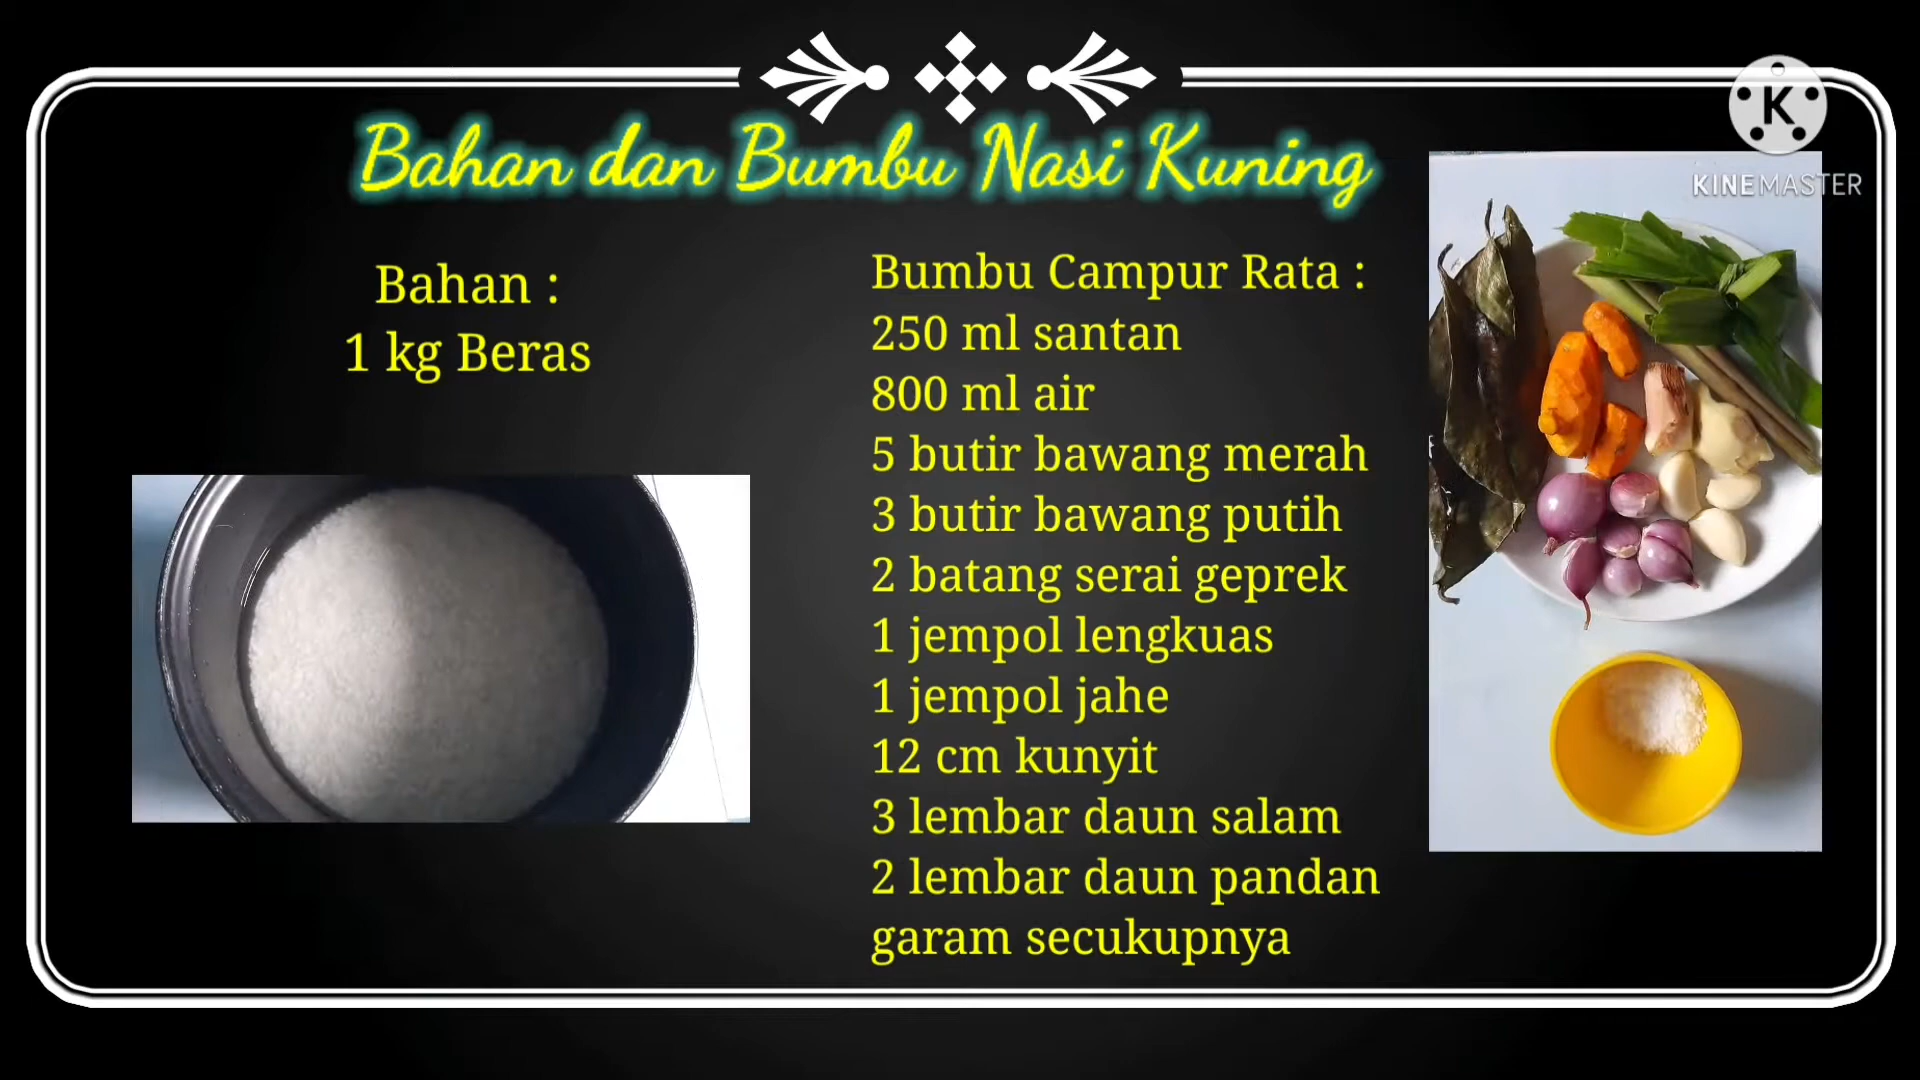 Bahan dan Bumbu Nasi Kuning
Bahan :
1 kg Beras
Bumbu Campur Rata :
250 ml santan
800 ml air
5 butir bawang merah
3 butir bawang putih
2 batang serai geprek
1 jempol lengkuas
1 jempol jahe
12 cm kunyit
3 lembar daun salam
2 lembar daun pandan
garam secukupnya
K
KINEMASTER